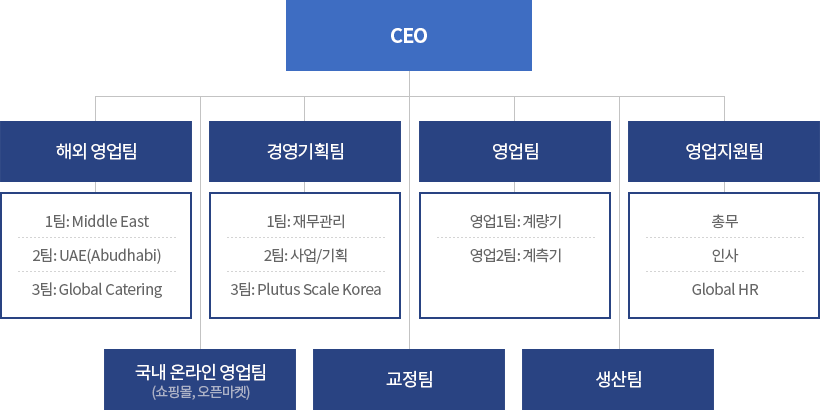 CEO
해외 영업팀
경영기획팀
영업팀
영업지원팀
1팀: Middle East
2팀: UAE(Abudhabi)
3팀: Global Catering
1팀: 재무관리
2팀: 사업/기획
3팀: Plutus Scale Korea
영업1팀: 계량기
영업2팀: 계측기
총무
인사
Global HR
국내 온라인 영업팀
(쇼핑몰, 오픈마켓)
교정팀
생산팀